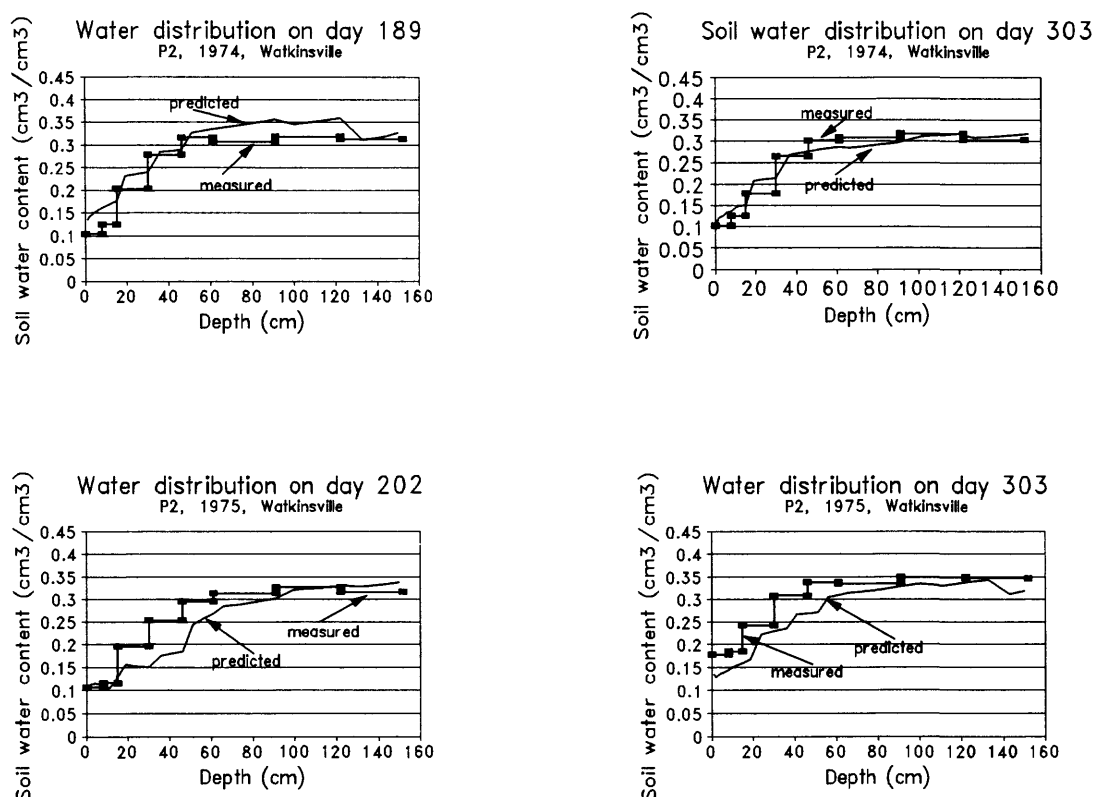 Water distribution on day 189
P2, 1974, Watkinsville
Soil water content (cm3/cm3)
0.45
0.4
0.35
0.3
0.25
0.2
0.15
0.1
0.05
0
predicted
measured
0 20 40 60 80 100 120 140 160
Depth (cm)
Soil water distribution on day 303
P2, 1974, Watkinsville
Soil water content (cm3/cm3)
0.45
0.4
0.35
0.3
0.25
0.2
0.15
0.1
0.05
0
measured
predicted
0 20 40 60 80 100120140160
Depth (cm)
Water distribution on day 202
P2, 1975, Watkinsville
Soil water content (cm3/cm3)
0.45
0.4
0.35
0.3
0.25
0.2
0.15
0.1
0.05
0
measured
predicted
0 20 40 60 80 100 120 140 160
Depth (cm)
Water distribution on day 303
P2, 1975, Watkinsville
Soil water content (cm3/cm3)
0.45
0.4
0.35
0.3
0.25
0.2
0.15
0.1
0.05
0
predicted
measured
0 20 40 60 80 100 120 140 160
Depth (cm)